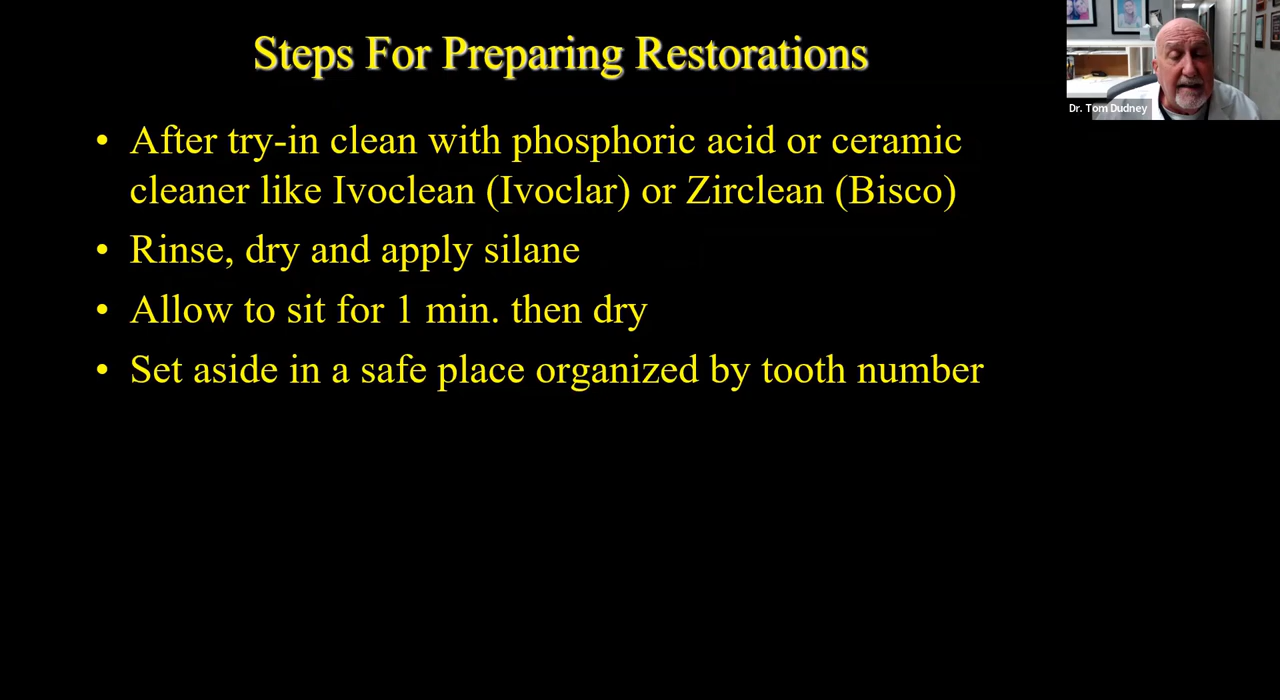 Steps For Preparing Restorations
Dr. Tom Dudney
• After try-in clean with phosphoric acid or ceramic
cleaner like Ivoclean (Ivoclar) or Zirclean (Bisco)
• Rinse, dry and apply silane
• Allow to sit for 1 min. then dry
• Set aside in a safe place organized by tooth number